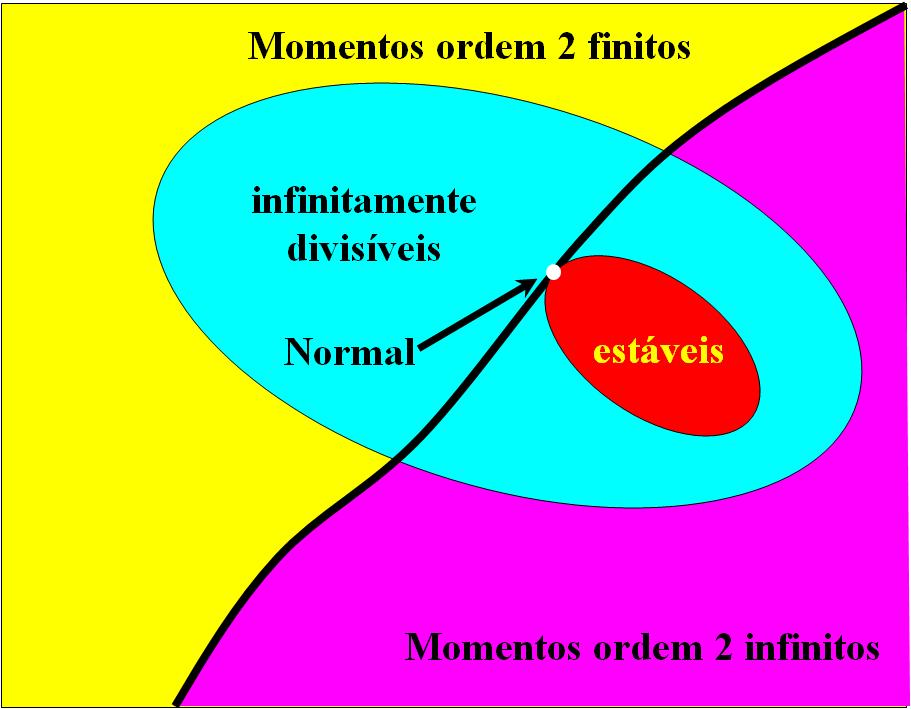 Momentos ordem 2 finitos
infinitamente
divisíveis
Normal
estáveis
Momentos ordem 2 infinitos